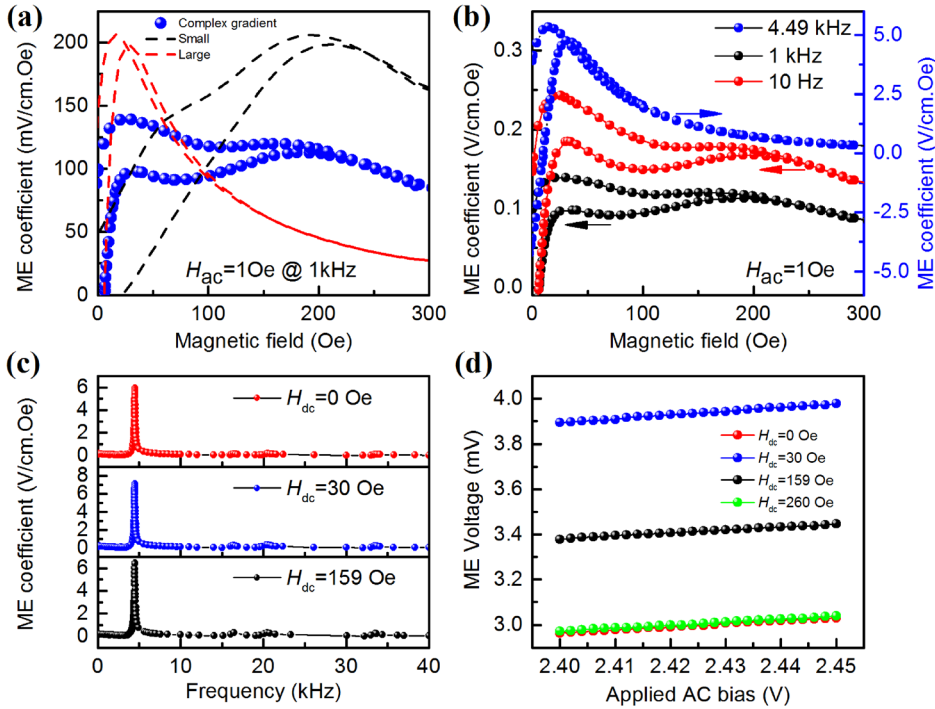 (a)
Complex gradient
Small
Large
200
150
100
50
0
ME coefficient (mV/cm.Oe)
Hac=1Oe @ 1kHz
0 100 200 300
Magnetic field (Oe)
(b)
4.49 kHz
1 kHz
10 Hz
0.3
0.2
0.1
0.0
ME coefficient (V/cm.Oe)
5.0
2.5
0.0
-2.5
-5.0
ME coefficient (V/cm.Oe)
Hac=1Oe
0 100 200 300
Magnetic field (Oe)
(c)
6
4
2
0
Hdc=0 Oe
8
6
4
2
0
Hdc=30 Oe
6
4
2
0
Hdc=159 Oe
ME coefficient (V/cm.Oe)
0 10 20 30 40
Frequency (kHz)
(d)
4.0
3.8
3.6
3.4
3.2
3.0
ME Voltage (mV)
Hdc=0 Oe
Hdc=30 Oe
Hdc=159 Oe
Hdc=260 Oe
2.40 2.41 2.42 2.43 2.44 2.45
Applied AC bias (V)